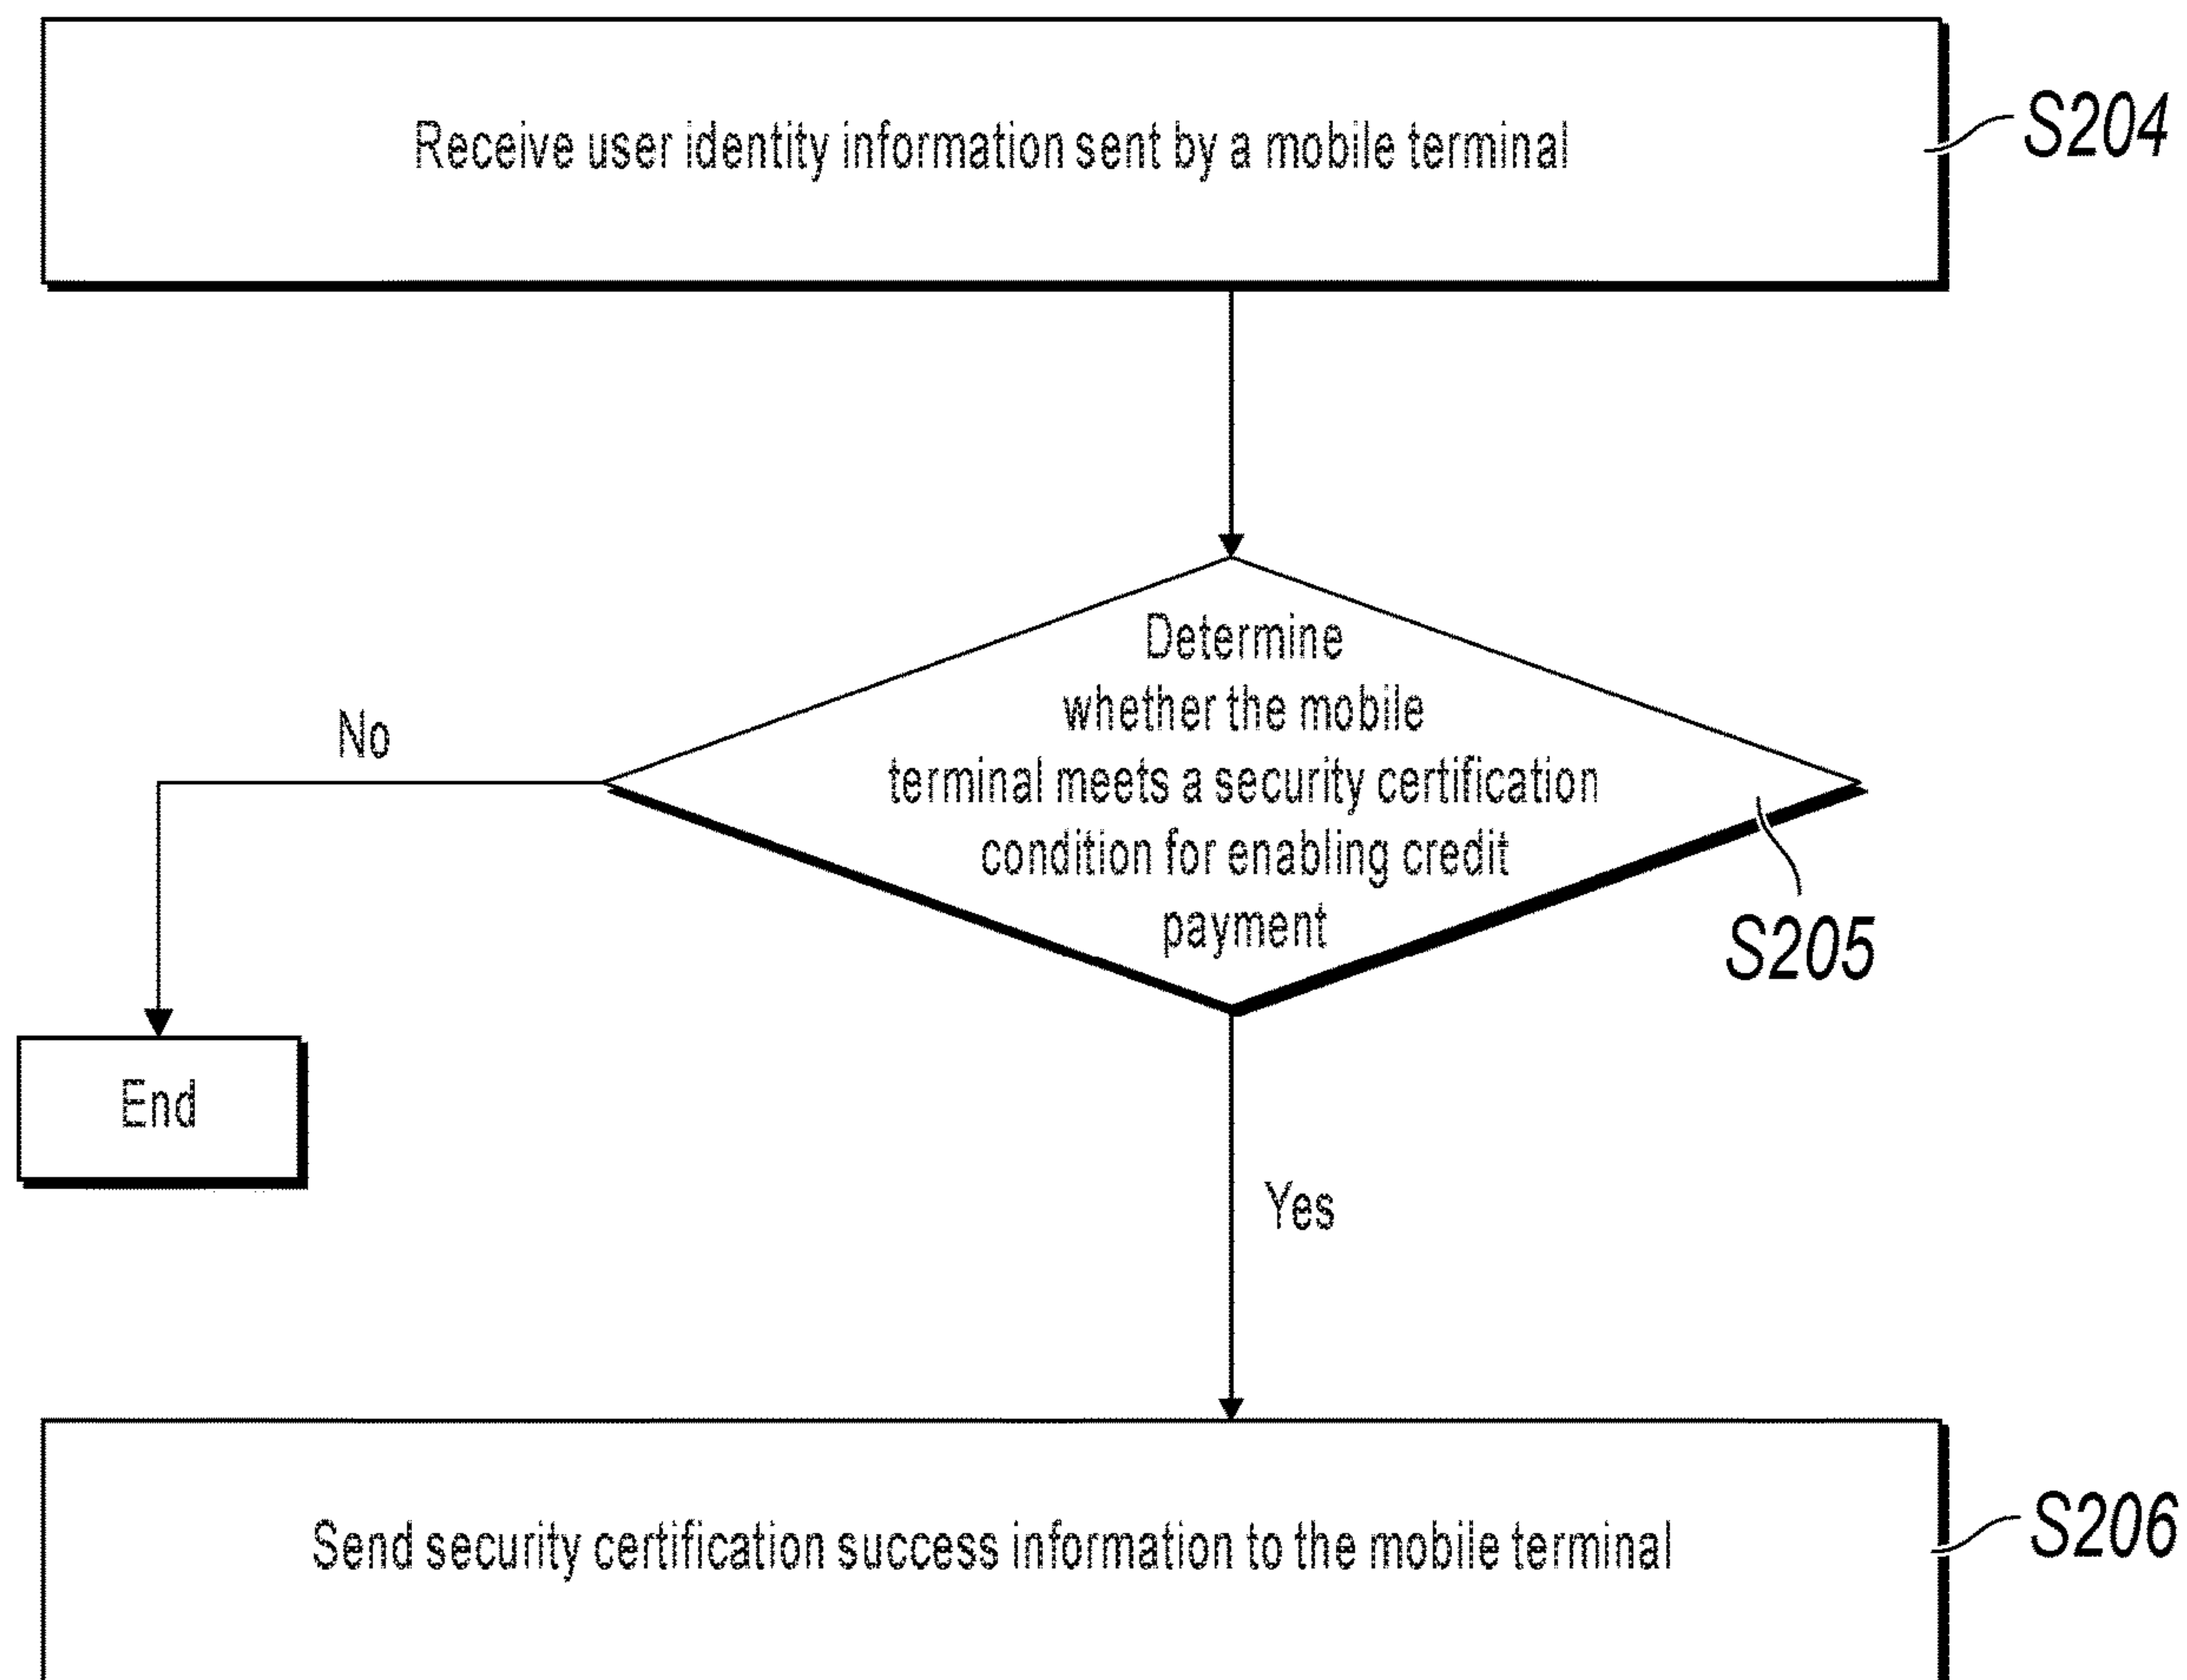 Receive user identity information sent by a mobile terminal
S204
Determine
whether the mobile
terminal meets a security certification
condition for enabling credit
payment
S205
No
End
Yes
Send security certification success information to the mobile terminal
S206